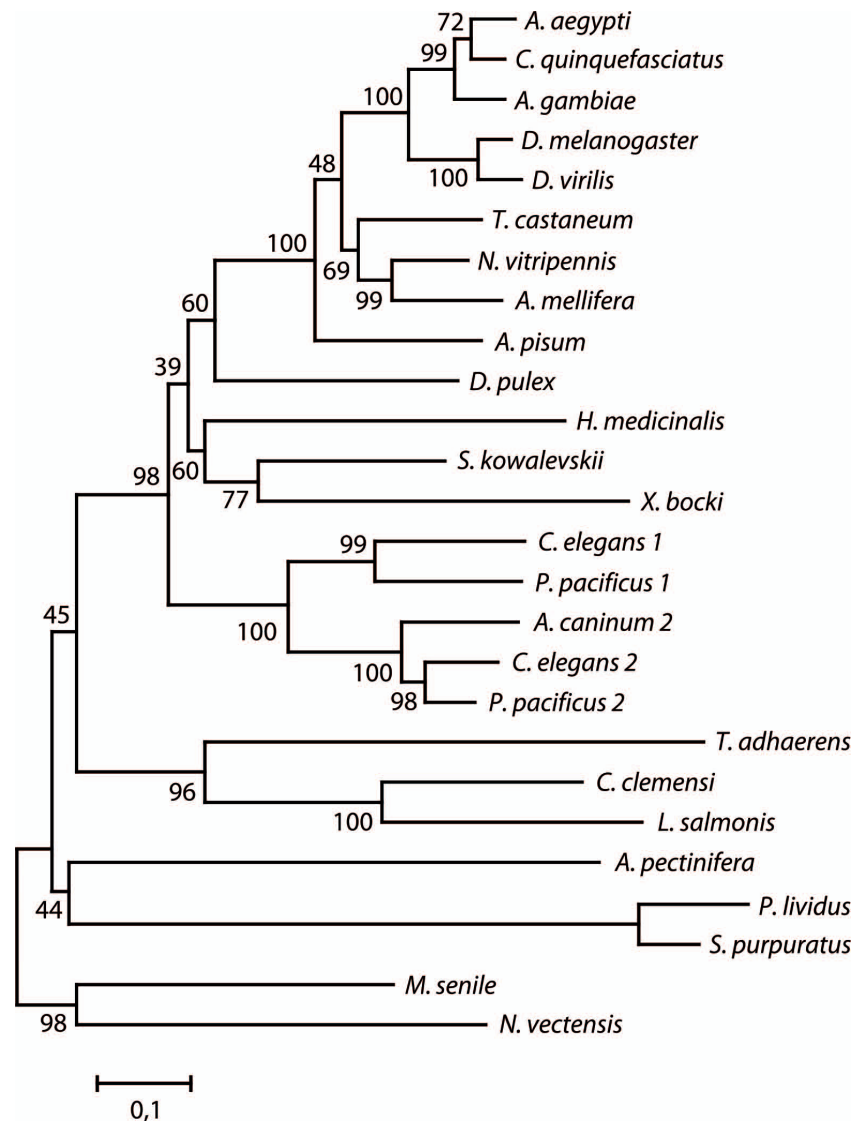 72
A. aegypti
99
C. quinquefasciatus
100
A. gambiae
D. melanogaster
48
100
D. virilis
T. castaneum
100
69
N. vitripennis
60
99
A. mellifera
A. pisum
39
D. pulex
H. medicinalis
98
60
S. kowalevskii
77
X. bocki
99
C. elegans 1
P. pacificus 1
45
100
A. caninum 2
100
C. elegans 2
98
P. pacificus 2
T. adhaerens
96
C. clemensi
100
L. salmonis
A. pectinifera
44
P. lividus
S. purpuratus
M. senile
98
N. vectensis
0,1